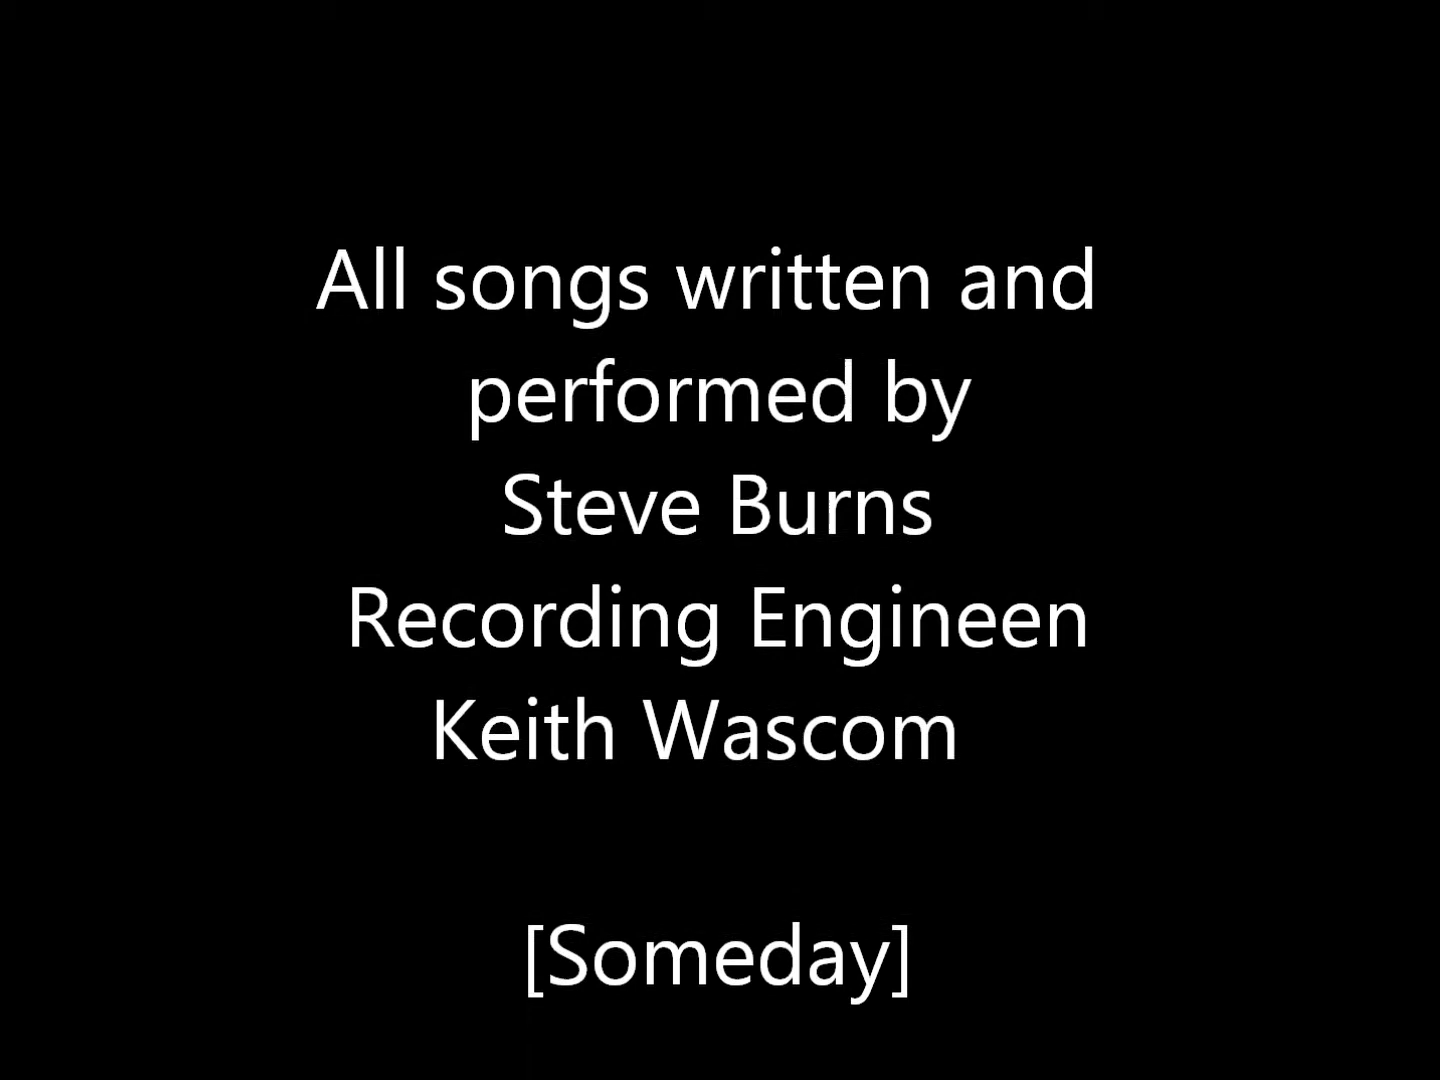 All songs written and
performed by
Steve Burns
Recording Engineen
Keith Wascom
[Someday]